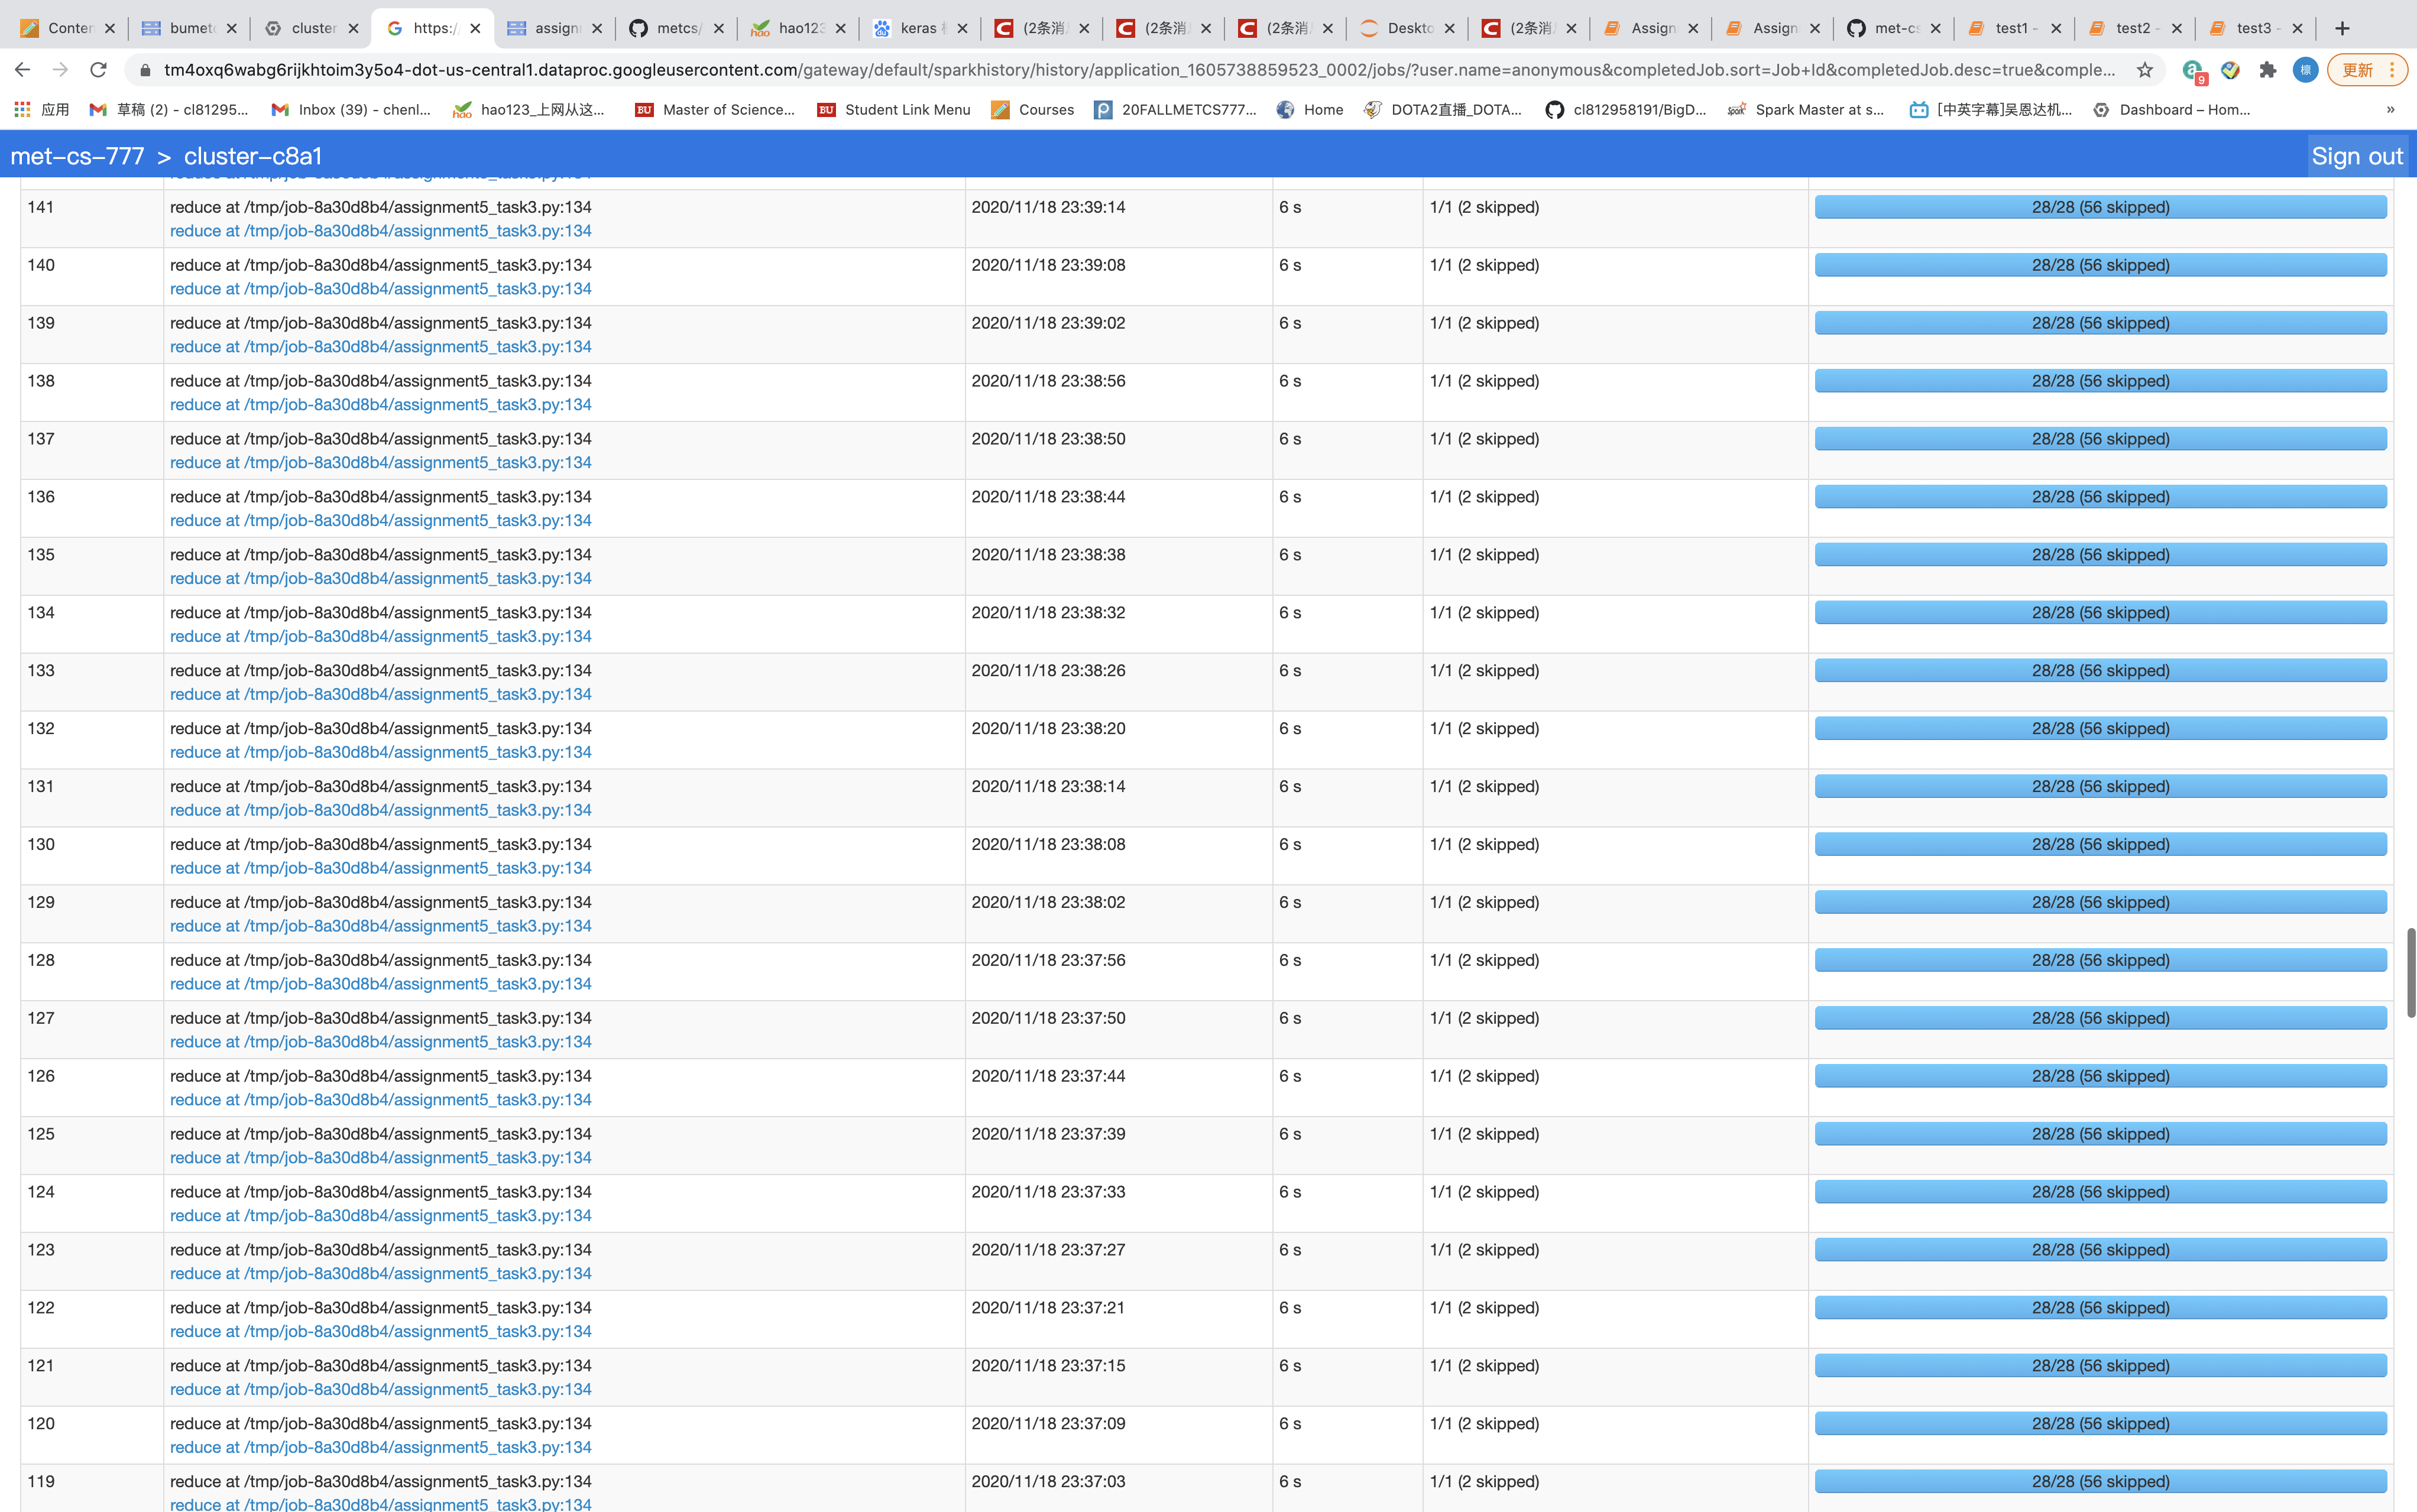 Conten
bumetc
cluster
https:/
assignr
metcs/
hao123
keras
(2条消
(2条消
(2条消
Deskto
(2条消
Assign
Assign
met-cs
test1 -
test2 -
test3 -
tm4oxq6wabg6rijkhtoim3y5o4-dot-us-central1.dataproc.googleusercontent.com/gateway/default/sparkhistory/history/application_1605738859523_0002/jobs/?user.name=anonymous&completedJob.sort=Job+Id&completedJob.desc=true&comple...
9
標
更新
应用
草稿 (2) - cl81295...
Inbox (39) - chenl...
hao123_上网从这...
BU Master of Science...
BU Student Link Menu
Courses
20FALLMETCS777...
Home
DOTA2直播_DOTA...
cl812958191/BigD...
Spark Master at s...
[中英字幕]吴恩达机...
Dashboard – Hom...
»
met-cs-777 > cluster-c8a1
Sign out
141 reduce at /tmp/job-8a30d8b4/assignment5_task3.py:134 2020/11/18 23:39:14 6 s 1/1 (2 skipped) 28/28 (56 skipped)
reduce at /tmp/job-8a30d8b4/assignment5_task3.py:134
140 reduce at /tmp/job-8a30d8b4/assignment5_task3.py:134 2020/11/18 23:39:08 6 s 1/1 (2 skipped) 28/28 (56 skipped)
reduce at /tmp/job-8a30d8b4/assignment5_task3.py:134
139 reduce at /tmp/job-8a30d8b4/assignment5_task3.py:134 2020/11/18 23:39:02 6 s 1/1 (2 skipped) 28/28 (56 skipped)
reduce at /tmp/job-8a30d8b4/assignment5_task3.py:134
138 reduce at /tmp/job-8a30d8b4/assignment5_task3.py:134 2020/11/18 23:38:56 6 s 1/1 (2 skipped) 28/28 (56 skipped)
reduce at /tmp/job-8a30d8b4/assignment5_task3.py:134
137 reduce at /tmp/job-8a30d8b4/assignment5_task3.py:134 2020/11/18 23:38:50 6 s 1/1 (2 skipped) 28/28 (56 skipped)
reduce at /tmp/job-8a30d8b4/assignment5_task3.py:134
136 reduce at /tmp/job-8a30d8b4/assignment5_task3.py:134 2020/11/18 23:38:44 6 s 1/1 (2 skipped) 28/28 (56 skipped)
reduce at /tmp/job-8a30d8b4/assignment5_task3.py:134
135 reduce at /tmp/job-8a30d8b4/assignment5_task3.py:134 2020/11/18 23:38:38 6 s 1/1 (2 skipped) 28/28 (56 skipped)
reduce at /tmp/job-8a30d8b4/assignment5_task3.py:134
134 reduce at /tmp/job-8a30d8b4/assignment5_task3.py:134 2020/11/18 23:38:32 6 s 1/1 (2 skipped) 28/28 (56 skipped)
reduce at /tmp/job-8a30d8b4/assignment5_task3.py:134
133 reduce at /tmp/job-8a30d8b4/assignment5_task3.py:134 2020/11/18 23:38:26 6 s 1/1 (2 skipped) 28/28 (56 skipped)
reduce at /tmp/job-8a30d8b4/assignment5_task3.py:134
132 reduce at /tmp/job-8a30d8b4/assignment5_task3.py:134 2020/11/18 23:38:20 6 s 1/1 (2 skipped) 28/28 (56 skipped)
reduce at /tmp/job-8a30d8b4/assignment5_task3.py:134
131 reduce at /tmp/job-8a30d8b4/assignment5_task3.py:134 2020/11/18 23:38:14 6 s 1/1 (2 skipped) 28/28 (56 skipped)
reduce at /tmp/job-8a30d8b4/assignment5_task3.py:134
130 reduce at /tmp/job-8a30d8b4/assignment5_task3.py:134 2020/11/18 23:38:08 6 s 1/1 (2 skipped) 28/28 (56 skipped)
reduce at /tmp/job-8a30d8b4/assignment5_task3.py:134
129 reduce at /tmp/job-8a30d8b4/assignment5_task3.py:134 2020/11/18 23:38:02 6 s 1/1 (2 skipped) 28/28 (56 skipped)
reduce at /tmp/job-8a30d8b4/assignment5_task3.py:134
128 reduce at /tmp/job-8a30d8b4/assignment5_task3.py:134 2020/11/18 23:37:56 6 s 1/1 (2 skipped) 28/28 (56 skipped)
reduce at /tmp/job-8a30d8b4/assignment5_task3.py:134
127 reduce at /tmp/job-8a30d8b4/assignment5_task3.py:134 2020/11/18 23:37:50 6 s 1/1 (2 skipped) 28/28 (56 skipped)
reduce at /tmp/job-8a30d8b4/assignment5_task3.py:134
126 reduce at /tmp/job-8a30d8b4/assignment5_task3.py:134 2020/11/18 23:37:44 6 s 1/1 (2 skipped) 28/28 (56 skipped)
reduce at /tmp/job-8a30d8b4/assignment5_task3.py:134
125 reduce at /tmp/job-8a30d8b4/assignment5_task3.py:134 2020/11/18 23:37:39 6 s 1/1 (2 skipped) 28/28 (56 skipped)
reduce at /tmp/job-8a30d8b4/assignment5_task3.py:134
124 reduce at /tmp/job-8a30d8b4/assignment5_task3.py:134 2020/11/18 23:37:33 6 s 1/1 (2 skipped) 28/28 (56 skipped)
reduce at /tmp/job-8a30d8b4/assignment5_task3.py:134
123 reduce at /tmp/job-8a30d8b4/assignment5_task3.py:134 2020/11/18 23:37:27 6 s 1/1 (2 skipped) 28/28 (56 skipped)
reduce at /tmp/job-8a30d8b4/assignment5_task3.py:134
122 reduce at /tmp/job-8a30d8b4/assignment5_task3.py:134 2020/11/18 23:37:21 6 s 1/1 (2 skipped) 28/28 (56 skipped)
reduce at /tmp/job-8a30d8b4/assignment5_task3.py:134
121 reduce at /tmp/job-8a30d8b4/assignment5_task3.py:134 2020/11/18 23:37:15 6 s 1/1 (2 skipped) 28/28 (56 skipped)
reduce at /tmp/job-8a30d8b4/assignment5_task3.py:134
120 reduce at /tmp/job-8a30d8b4/assignment5_task3.py:134 2020/11/18 23:37:09 6 s 1/1 (2 skipped) 28/28 (56 skipped)
reduce at /tmp/job-8a30d8b4/assignment5_task3.py:134
119 reduce at /tmp/job-8a30d8b4/assignment5_task3.py:134 2020/11/18 23:37:03 6 s 1/1 (2 skipped) 28/28 (56 skipped)
reduce at /tmp/job-8a30d8b4/assignment5_task3.py:134